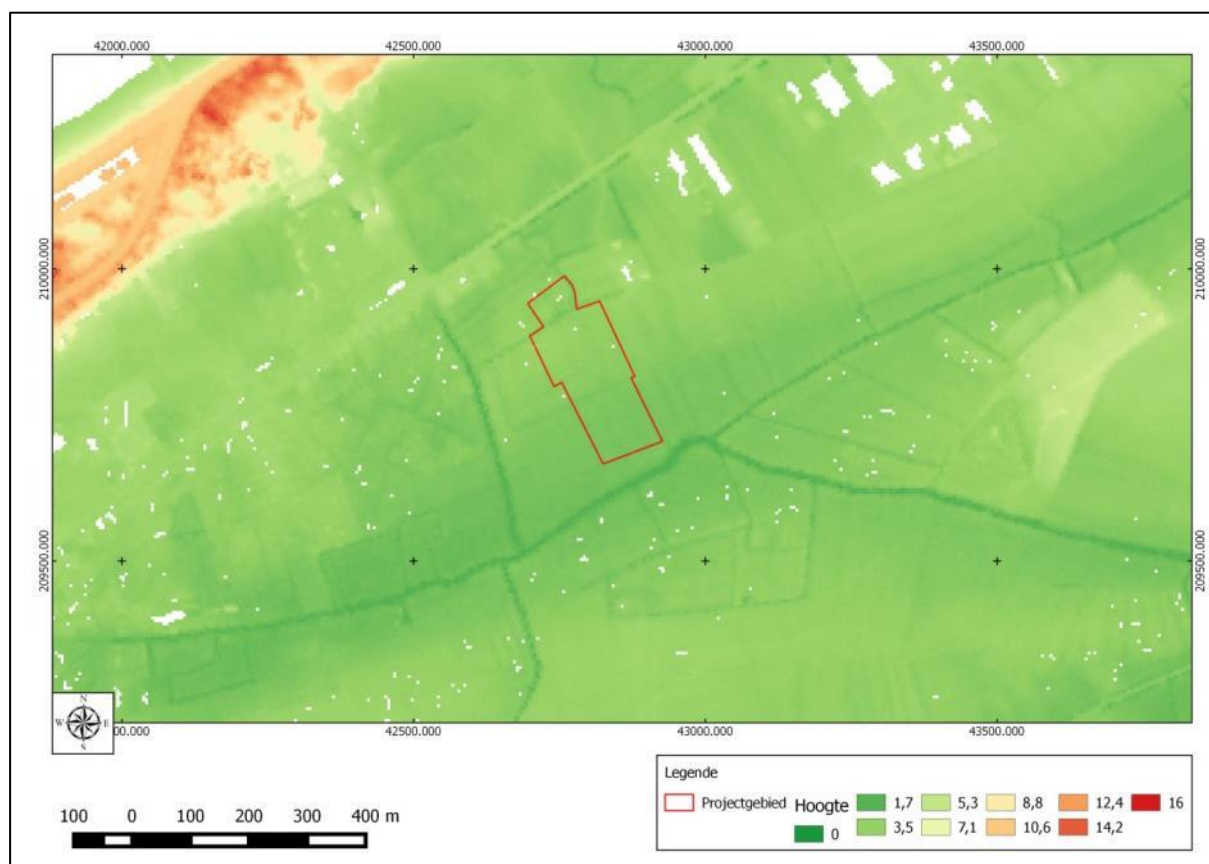 42000.000 42500.000 43000.000 43500.000
210000.000 210000.000
209500.000 209500.000
N
W E
S
00.000 42500.000 43000.000 43500.000
Legende
Projectgebied Hoogte 1,7 5,3 8,8 12,4 16
0 3,5 7,1 10,6 14,2
100 0 100 200 300 400 m